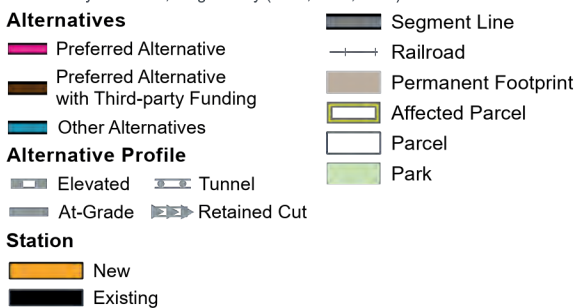 Alternatives
Preferred Alternative
Preferred Alternative
with Third-party Funding
Other Alternatives
Alternative Profile
Elevated
Tunnel
At-Grade
Retained Cut
Station
New
Existing
Segment Line
Railroad
Permanent Footprint
Affected Parcel
Parcel
Park